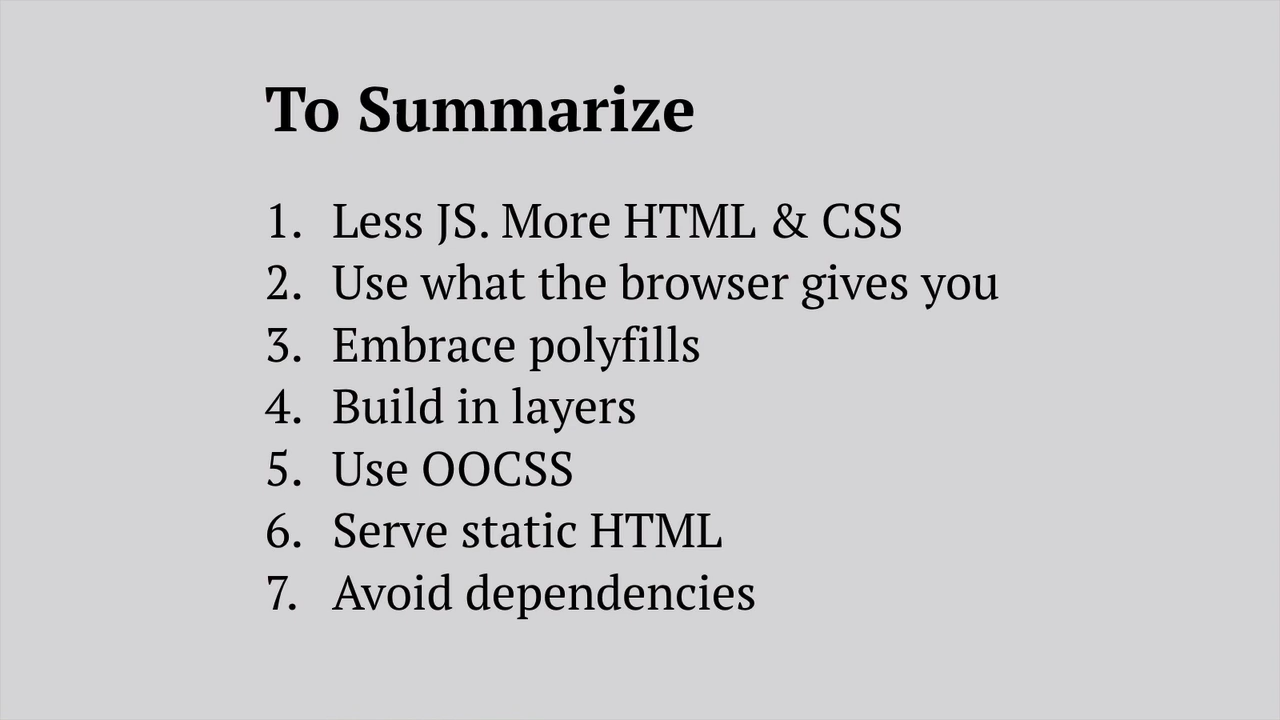 To Summarize
1. Less JS. More HTML & CSS
2. Use what the browser gives you
3. Embrace polyfills
4. Build in layers
5. Use OOCSS
6. Serve static HTML
7. Avoid dependencies